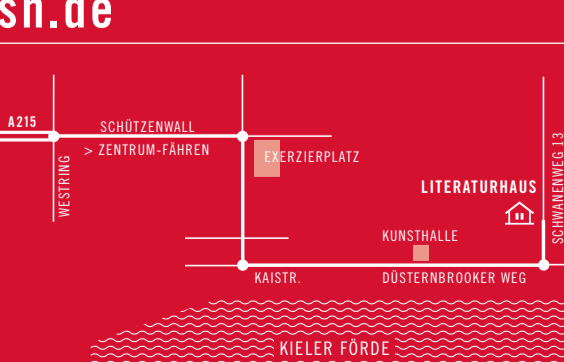 sh.de
A215
SCHÜTZENWALL
> ZENTRUM-FÄHREN
WESTRING
EXERZIERPLATZ
LITERATURHAUS
SCHWANENWEG 13
KUNSTHALLE
KAISTR.
DÜSTERNBROOKER WEG
KIELER FÖRDE